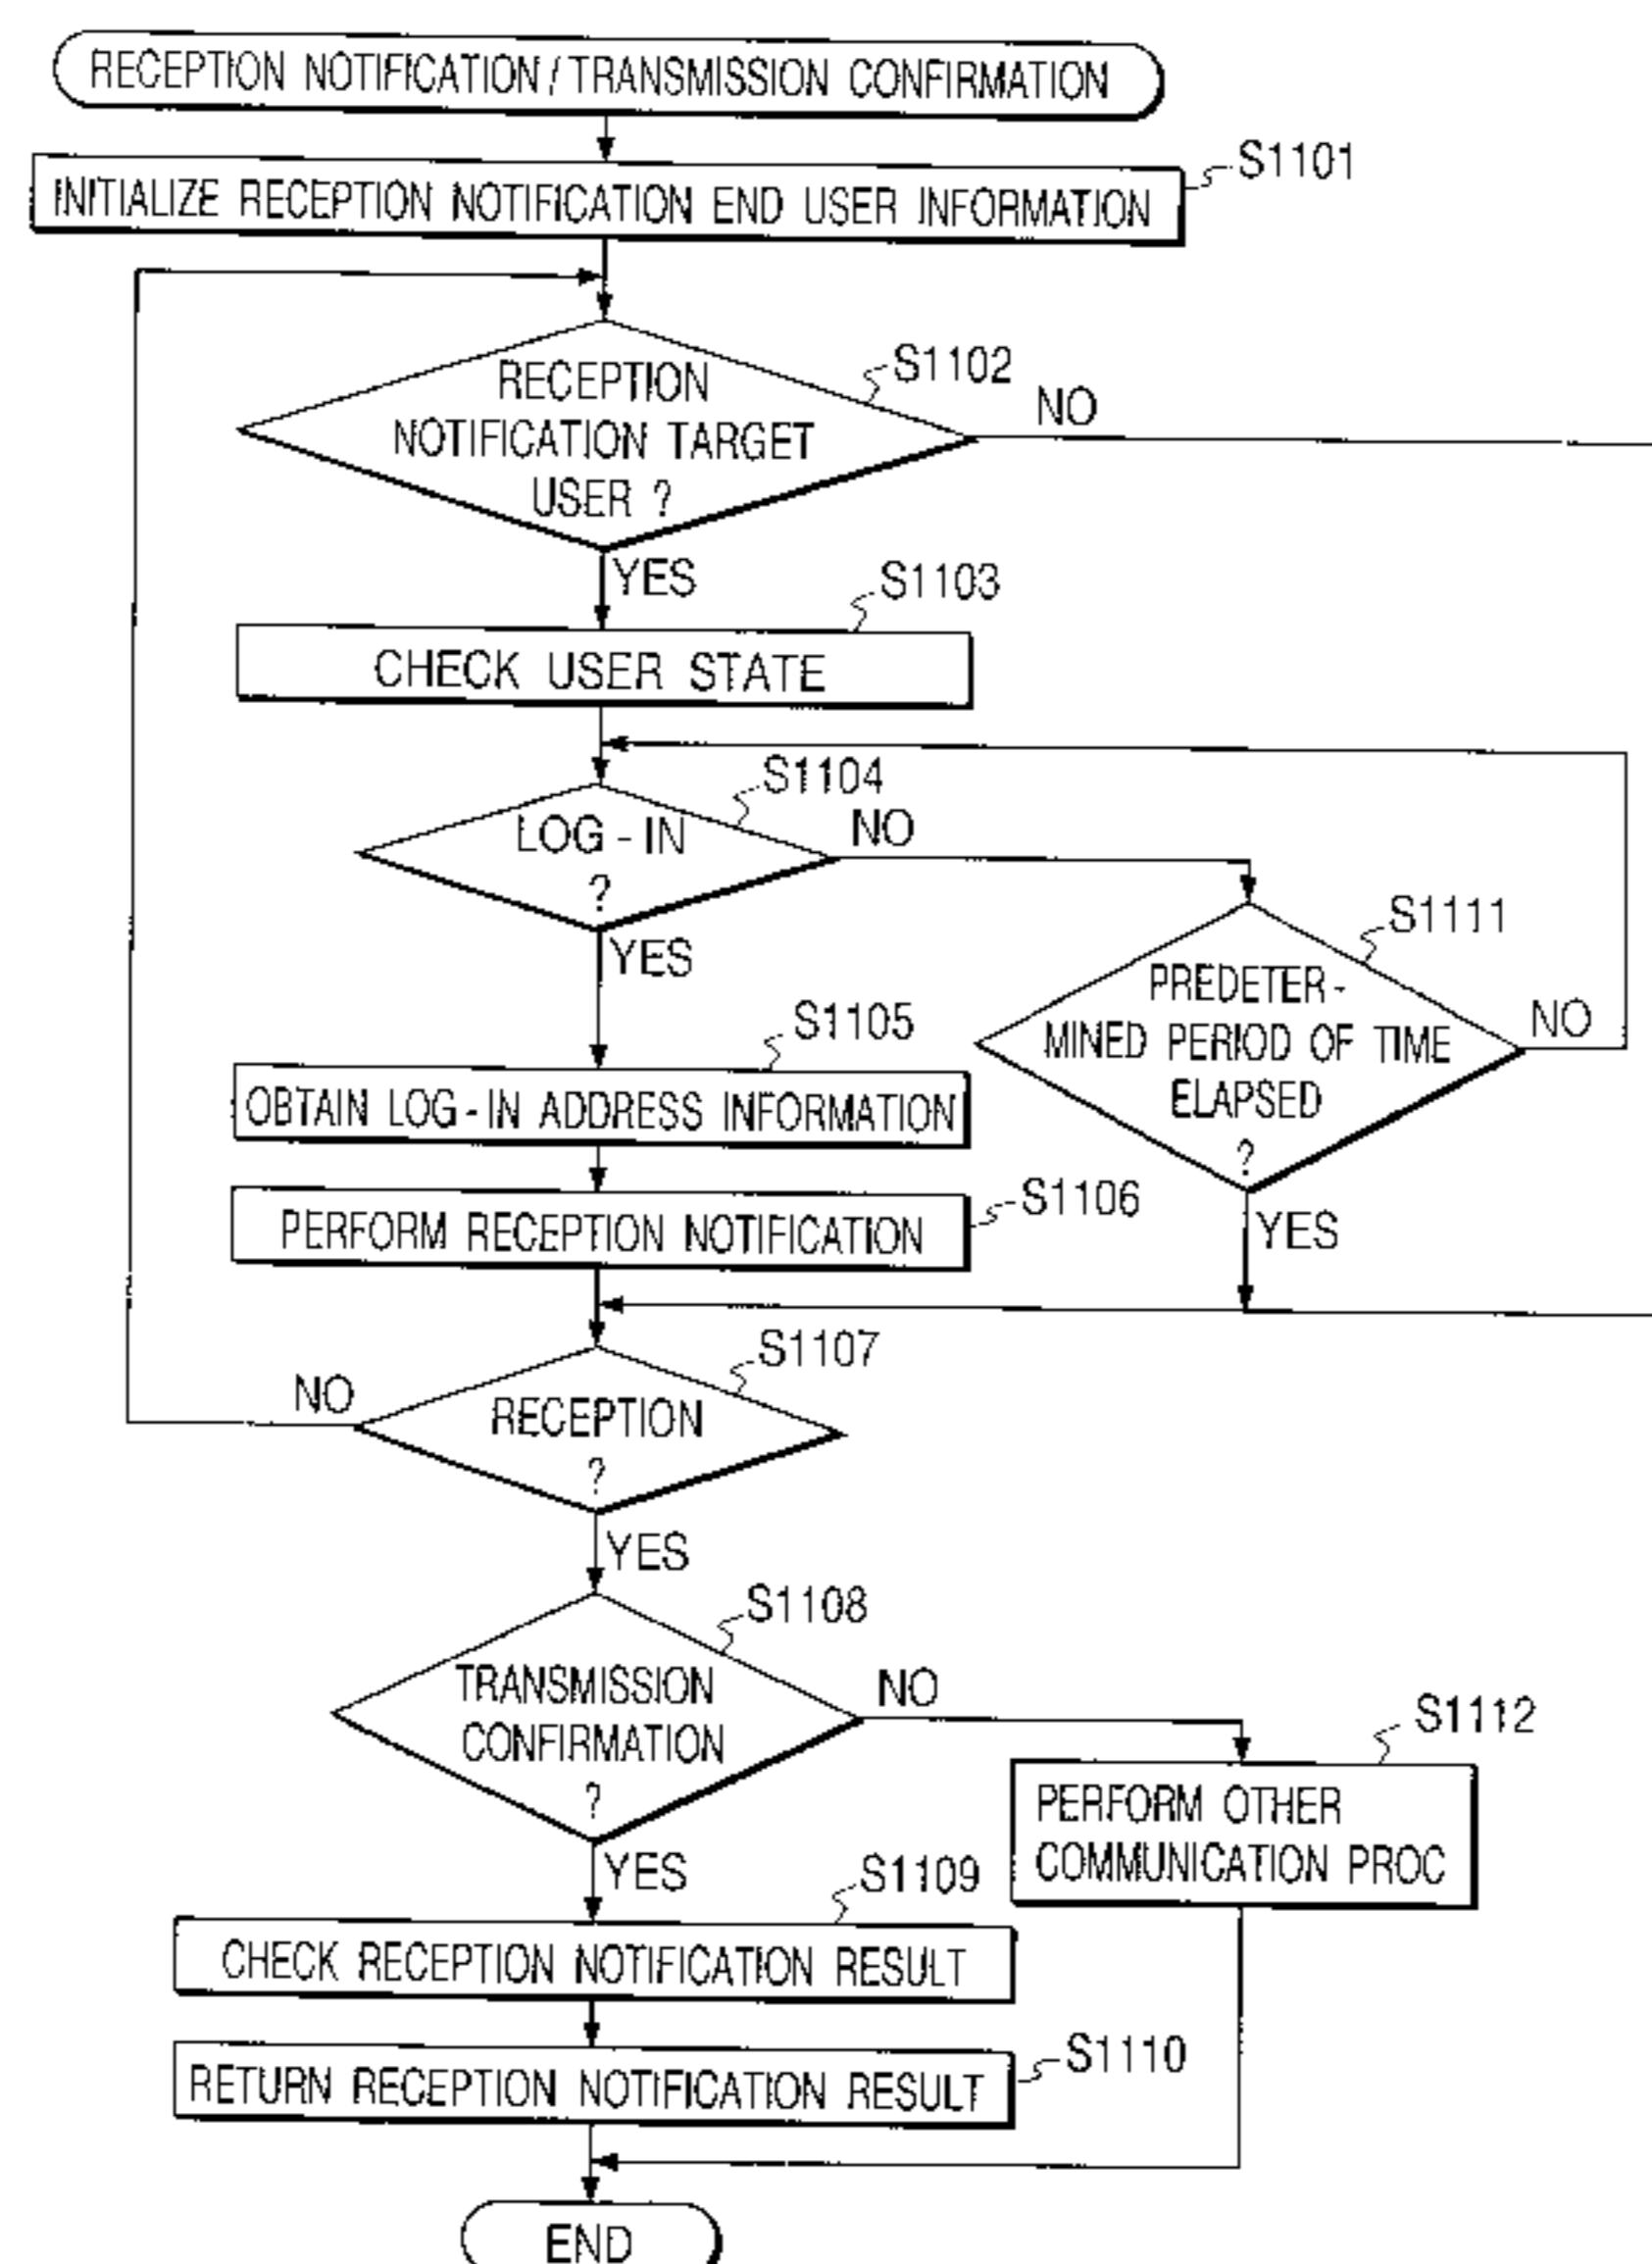 RECEPTION NOTIFICATION / TRANSMISSION CONFIRMATION
S1101
INITIALIZE RECEPTION NOTIFICATION END USER INFORMATION
S1102
RECEPTION
NOTIFICATION TARGET
USER ?
NO
YES
S1103
CHECK USER STATE
S1104
LOG-IN
?
NO
YES
S1111
PREDETER-
MINED PERIOD OF TIME
ELAPSED
?
NO
YES
S1105
OBTAIN LOG-IN ADDRESS INFORMATION
S1106
PERFORM RECEPTION NOTIFICATION
S1107
RECEPTION
?
NO
YES
S1108
TRANSMISSION
CONFIRMATION
?
NO
YES
S1112
PERFORM OTHER
COMMUNICATION PROC
S1109
CHECK RECEPTION NOTIFICATION RESULT
S1110
RETURN RECEPTION NOTIFICATION RESULT
END